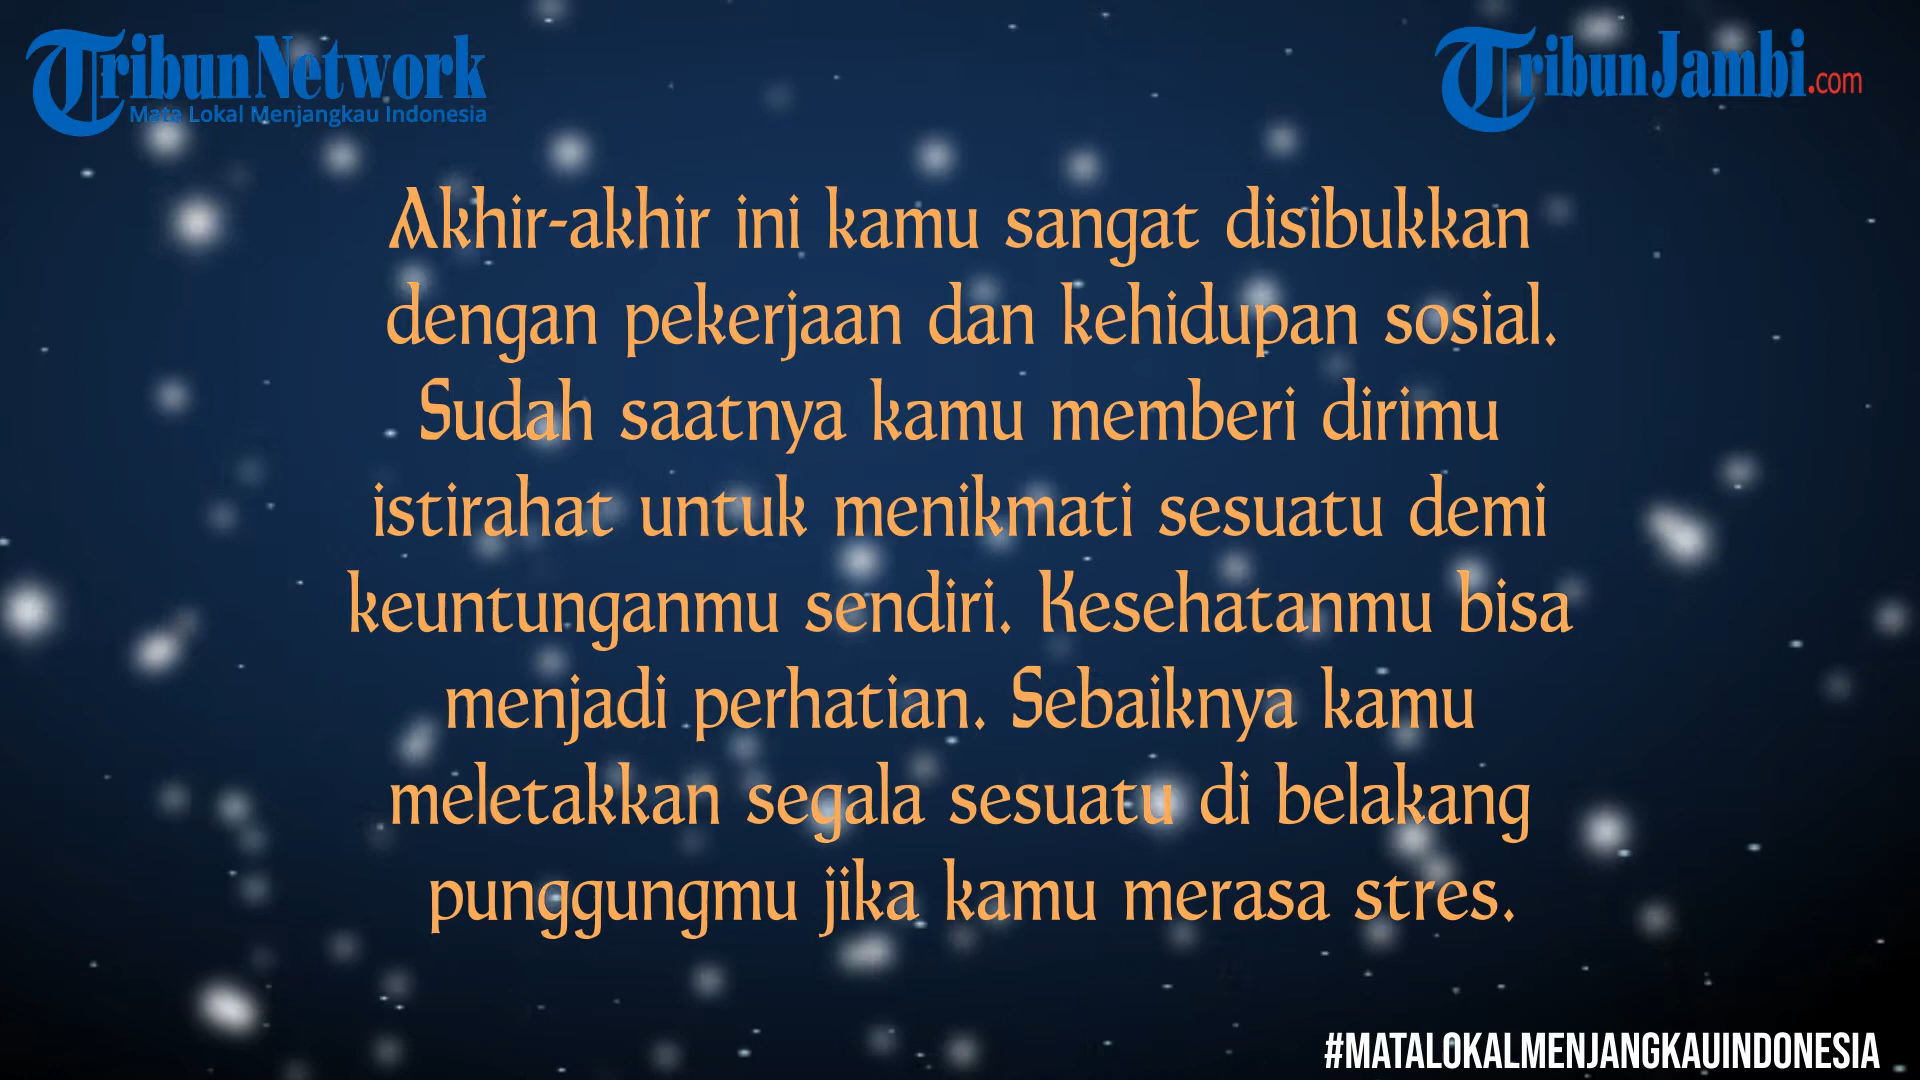 TribunNetwork
Mata Lokal Menjangkau Indonesia
TribunJambi.com
Akhir-akhir ini kamu sangat disibukkan
dengan pekerjaan dan kehidupan sosial.
Sudah saatnya kamu memberi dirimu
istirahat untuk menikmati sesuatu demi
keuntunganmu sendiri. Kesehatanmu bisa
menjadi perhatian. Sebaiknya kamu
meletakkan segala sesuatu di belakang
punggungmu jika kamu merasa stres.
#MATALOKALMENJANGKAUINDONESIA